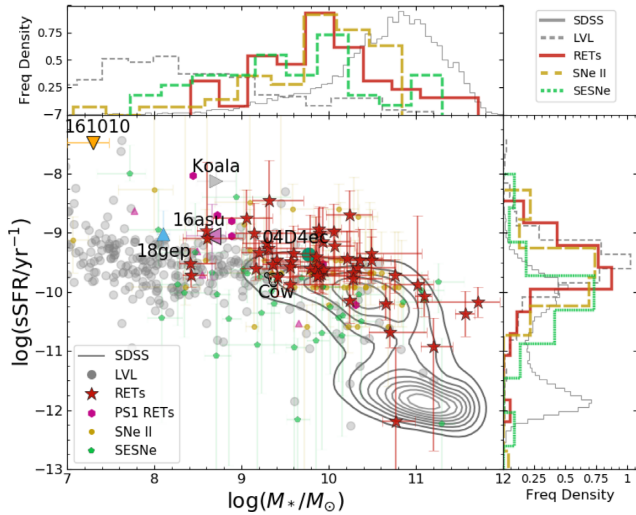 Freq Density
0.75
0.50
0.25
SDSS
LVL
RETs
SNe II
SESNe
−7
−8
−9
−10
−11
−12
−13
log(sSFR/yr⁻¹)
161010
Koala
16asu
04D4ec
18gep
Cow
SDSS
LVL
RETs
PS1 RETs
SNe II
SESNe
7
8
9
10
11
12
log(M*/M⊙)
0.25
0.50
0.75
1
Freq Density